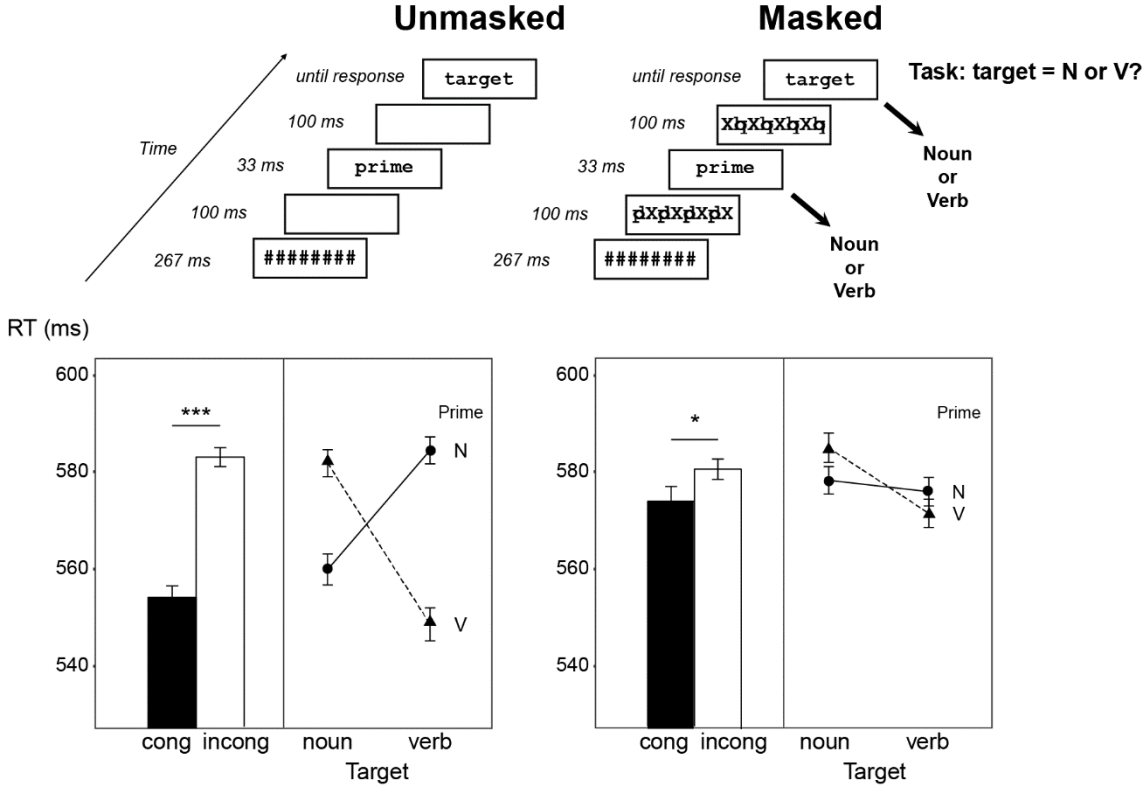 Unmasked
Masked
until response
target
100 ms
Time
33 ms
prime
100 ms
267 ms
########
until response
target
Task: target = N or V?
100 ms
XbqXbqXbqXbq
33 ms
prime
Noun
or
Verb
100 ms
pdXpdXpdXpdX
267 ms
########
Noun
or
Verb
RT (ms)
600
580
560
540
***
Prime
N
V
cong incong
noun verb
Target
600
580
560
540
*
Prime
N
V
cong incong
noun verb
Target